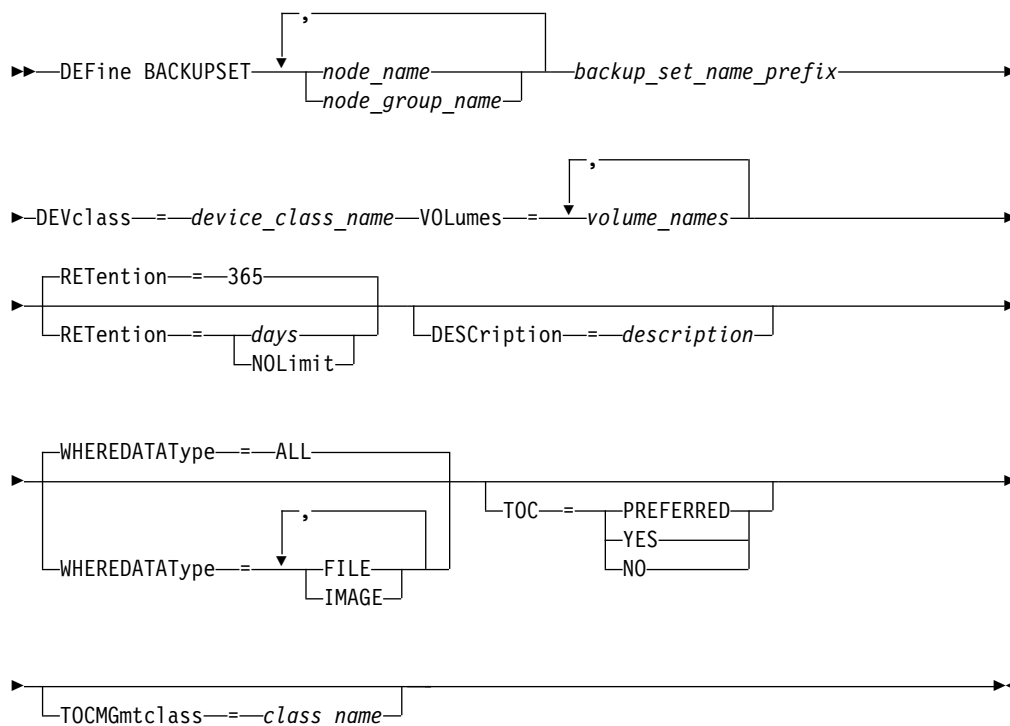 ,
DEFine BACKUPSET node_name backup_set_name_prefix
node_group_name
,
DEVclass = device_class_name VOLumes = volume_names
RETention = 365
RETention = days DESCription = description
NOLimit
WHEREDATAType = ALL
TOC = PREFERRED
, YES
WHEREDATAType = FILE NO
IMAGE
TOCMGmtclass = class_name